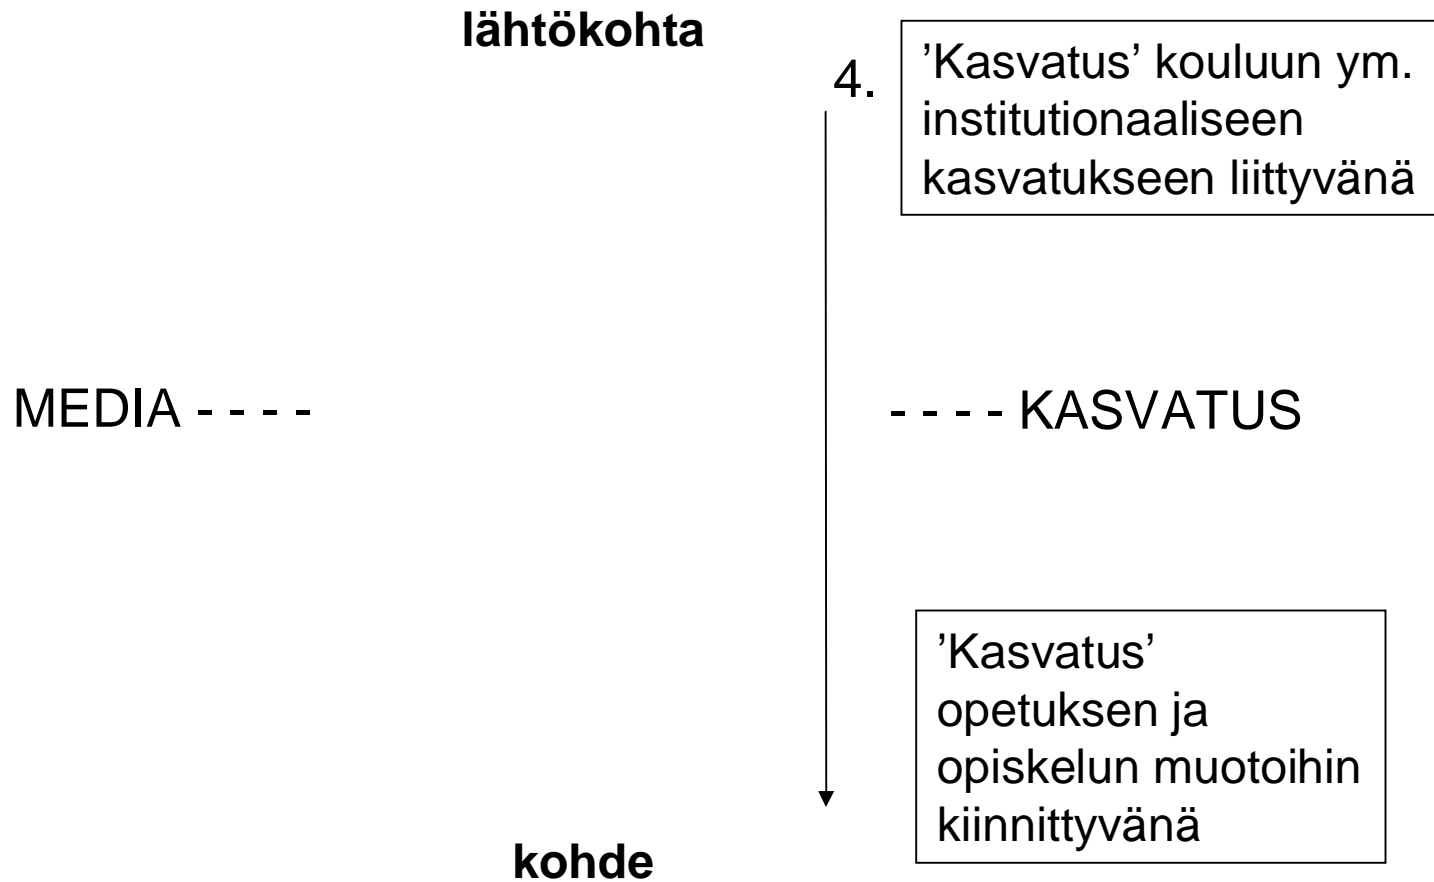 lähtökohta
4.
’Kasvatus’ kouluun ym.
institutionaaliseen
kasvatukseen liittyvänä
MEDIA - - - -
- - - - KASVATUS
’Kasvatus’
opetuksen ja
opiskelun muotoihin
kiinnittyvänä
kohde